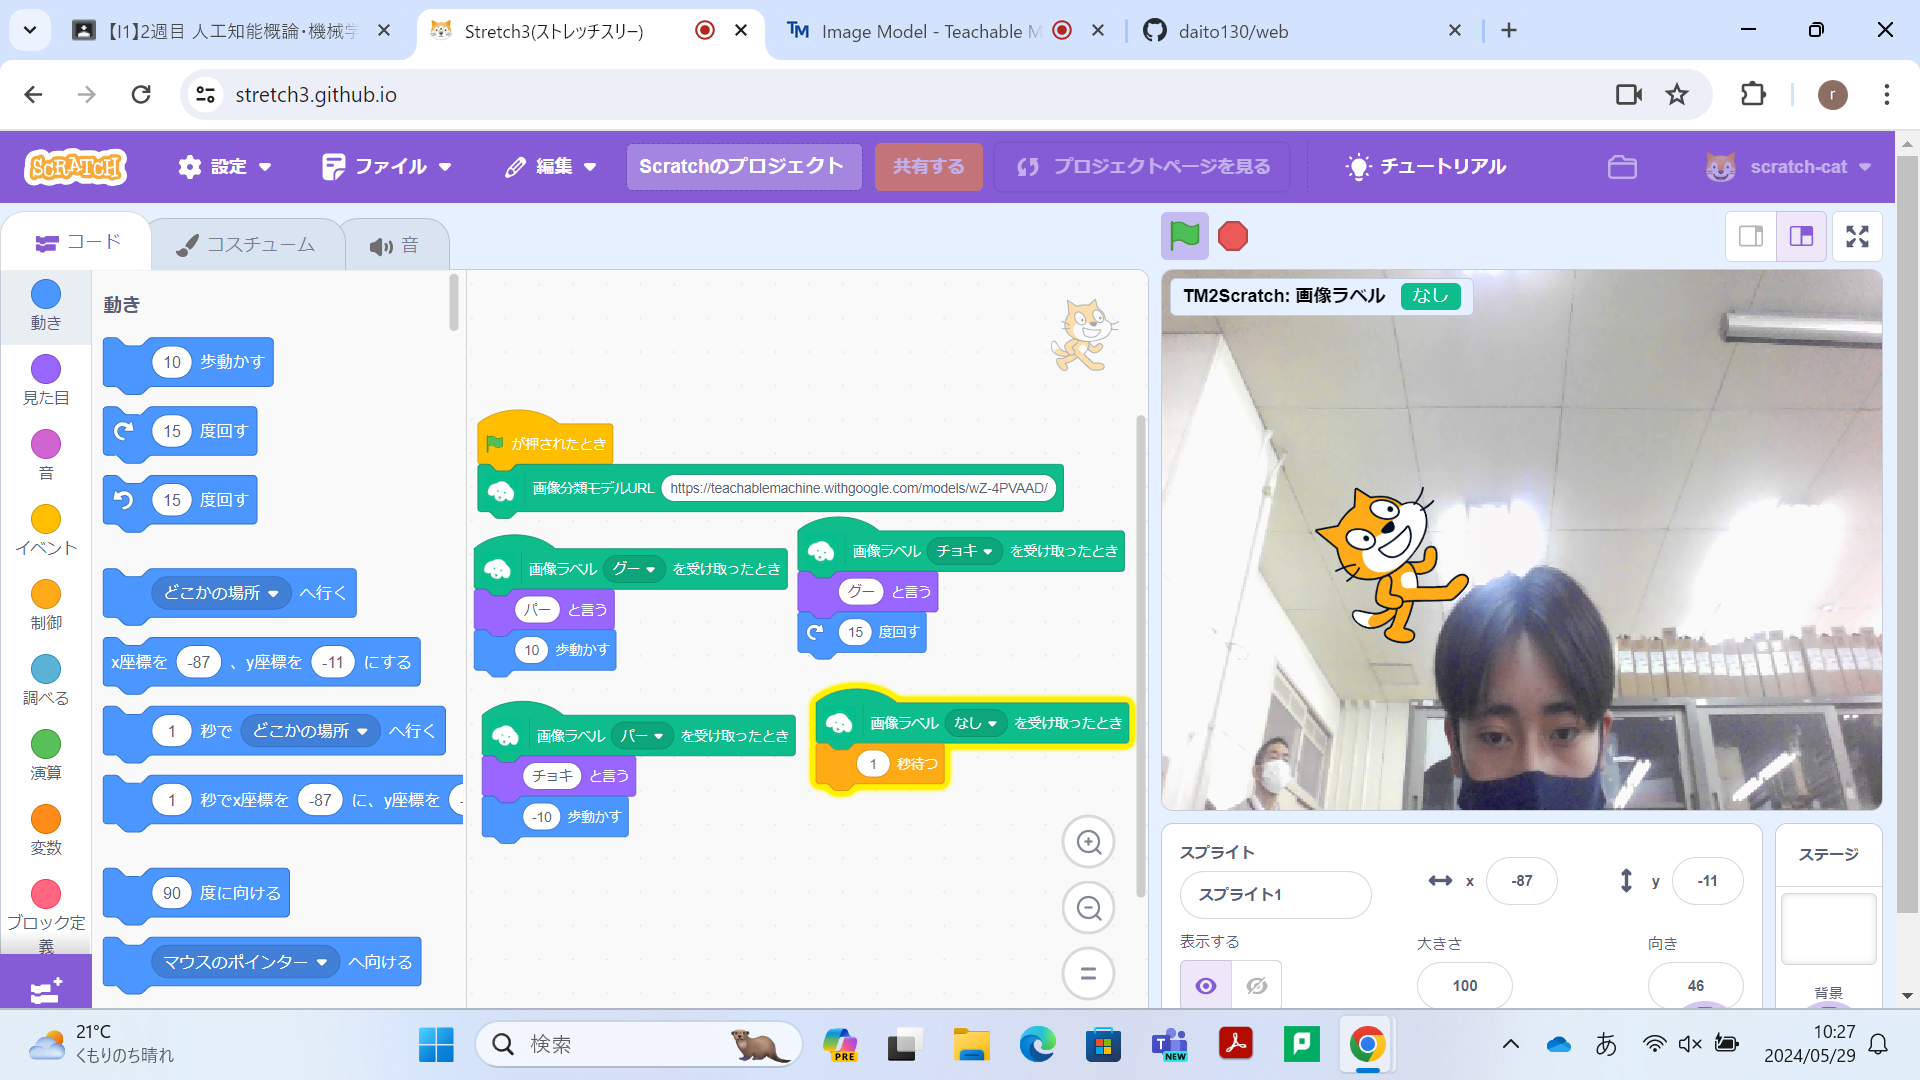 【I1】2週目 人工知能概論・機械学
Stretch3(ストレッチスリー)
Image Model - Teachable M
daito130/web
stretch3.github.io
r
SCRATCH
設定
ファイル
編集
Scratchのプロジェクト
共有する
プロジェクトページを見る
チュートリアル
scratch-cat
コード
コスチューム
音
動き
見た目
音
イベント
制御
調べる
演算
変数
ブロック定
義
動き
10 歩動かす
15 度回す
15 度回す
どこかの場所 へ行く
x座標を -87 、y座標を -11 にする
1 秒で どこかの場所 へ行く
1 秒でx座標を -87 に、y座標を
90 度に向ける
マウスのポインター へ向ける
が押されたとき
画像分類モデルURL https://teachablemachine.withgoogle.com/models/wZ-4PVAAD/
画像ラベル グー を受け取ったとき
パー と言う
10 歩動かす
画像ラベル チョキ を受け取ったとき
グー と言う
15 度回す
画像ラベル パー を受け取ったとき
チョキ と言う
-10 歩動かす
画像ラベル なし を受け取ったとき
1 秒待つ
TM2Scratch: 画像ラベル なし
スプライト
スプライト1
x -87
y -11
表示する
大きさ
100
向き
46
ステージ
背景
21°C
くもりのち晴れ
検索
PRE
NEW
あ
10:27
2024/05/29